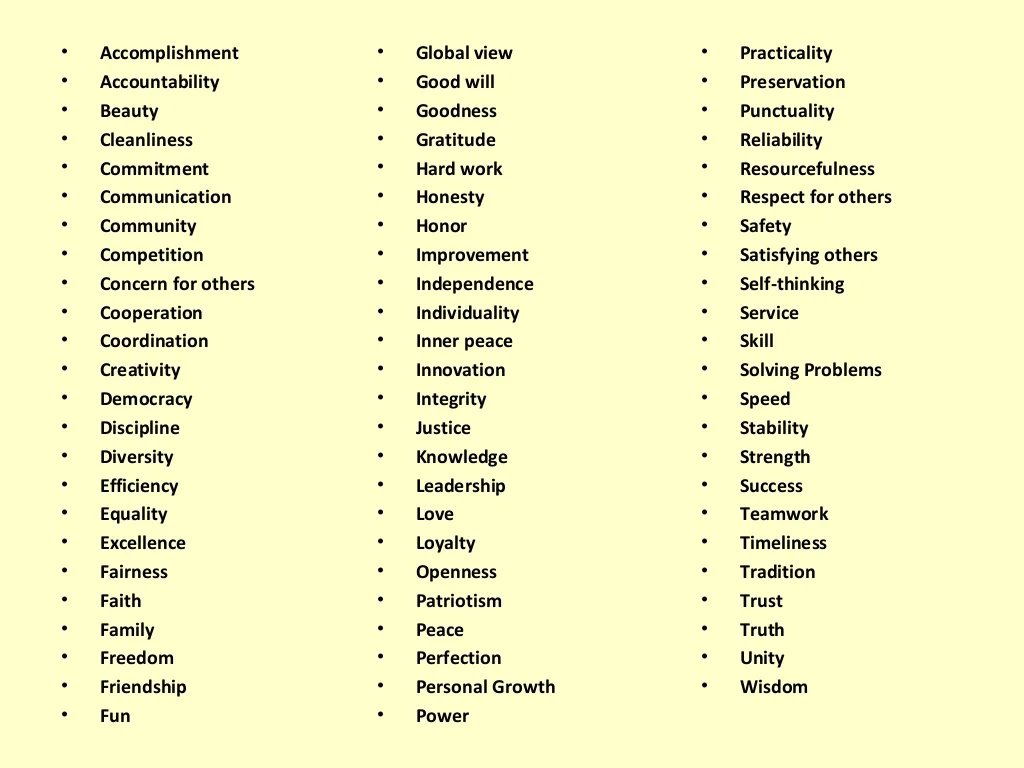 • Accomplishment
• Accountability
• Beauty
• Cleanliness
• Commitment
• Communication
• Community
• Competition
• Concern for others
• Cooperation
• Coordination
• Creativity
• Democracy
• Discipline
• Diversity
• Efficiency
• Equality
• Excellence
• Fairness
• Faith
• Family
• Freedom
• Friendship
• Fun
• Global view
• Good will
• Goodness
• Gratitude
• Hard work
• Honesty
• Honor
• Improvement
• Independence
• Individuality
• Inner peace
• Innovation
• Integrity
• Justice
• Knowledge
• Leadership
• Love
• Loyalty
• Openness
• Patriotism
• Peace
• Perfection
• Personal Growth
• Power
• Practicality
• Preservation
• Punctuality
• Reliability
• Resourcefulness
• Respect for others
• Safety
• Satisfying others
• Self-thinking
• Service
• Skill
• Solving Problems
• Speed
• Stability
• Strength
• Success
• Teamwork
• Timeliness
• Tradition
• Trust
• Truth
• Unity
• Wisdom